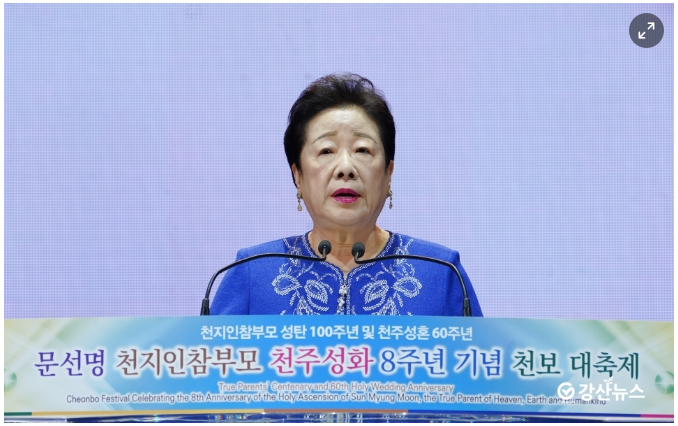 천지인참부모 성탄 100주년 및 천주성혼 60주년
문선명 천지인참부모 천주성화 8주년 기념 천보 대축제
True Parents' Centenary and 60th Holy Wedding Anniversary
Cheonbo Festival Celebrating the 8th Anniversary of the Holy Ascension of Sun Myung Moon, the True Parent of Heaven, Earth and Humankind
강산뉴스